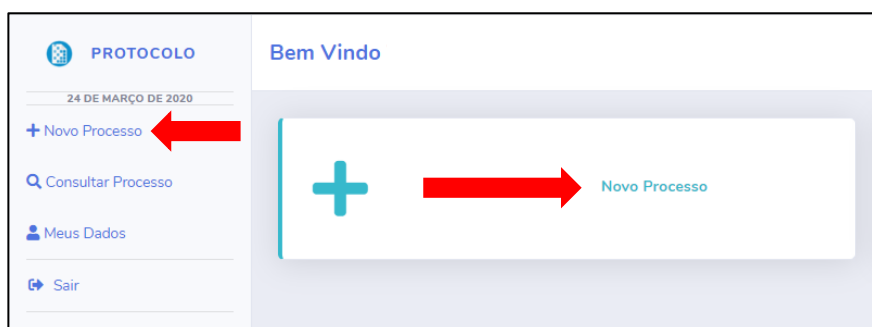 PROTOCOLO
24 DE MARÇO DE 2020
Novo Processo
Consultar Processo
Meus Dados
Sair
Bem Vindo
Novo Processo